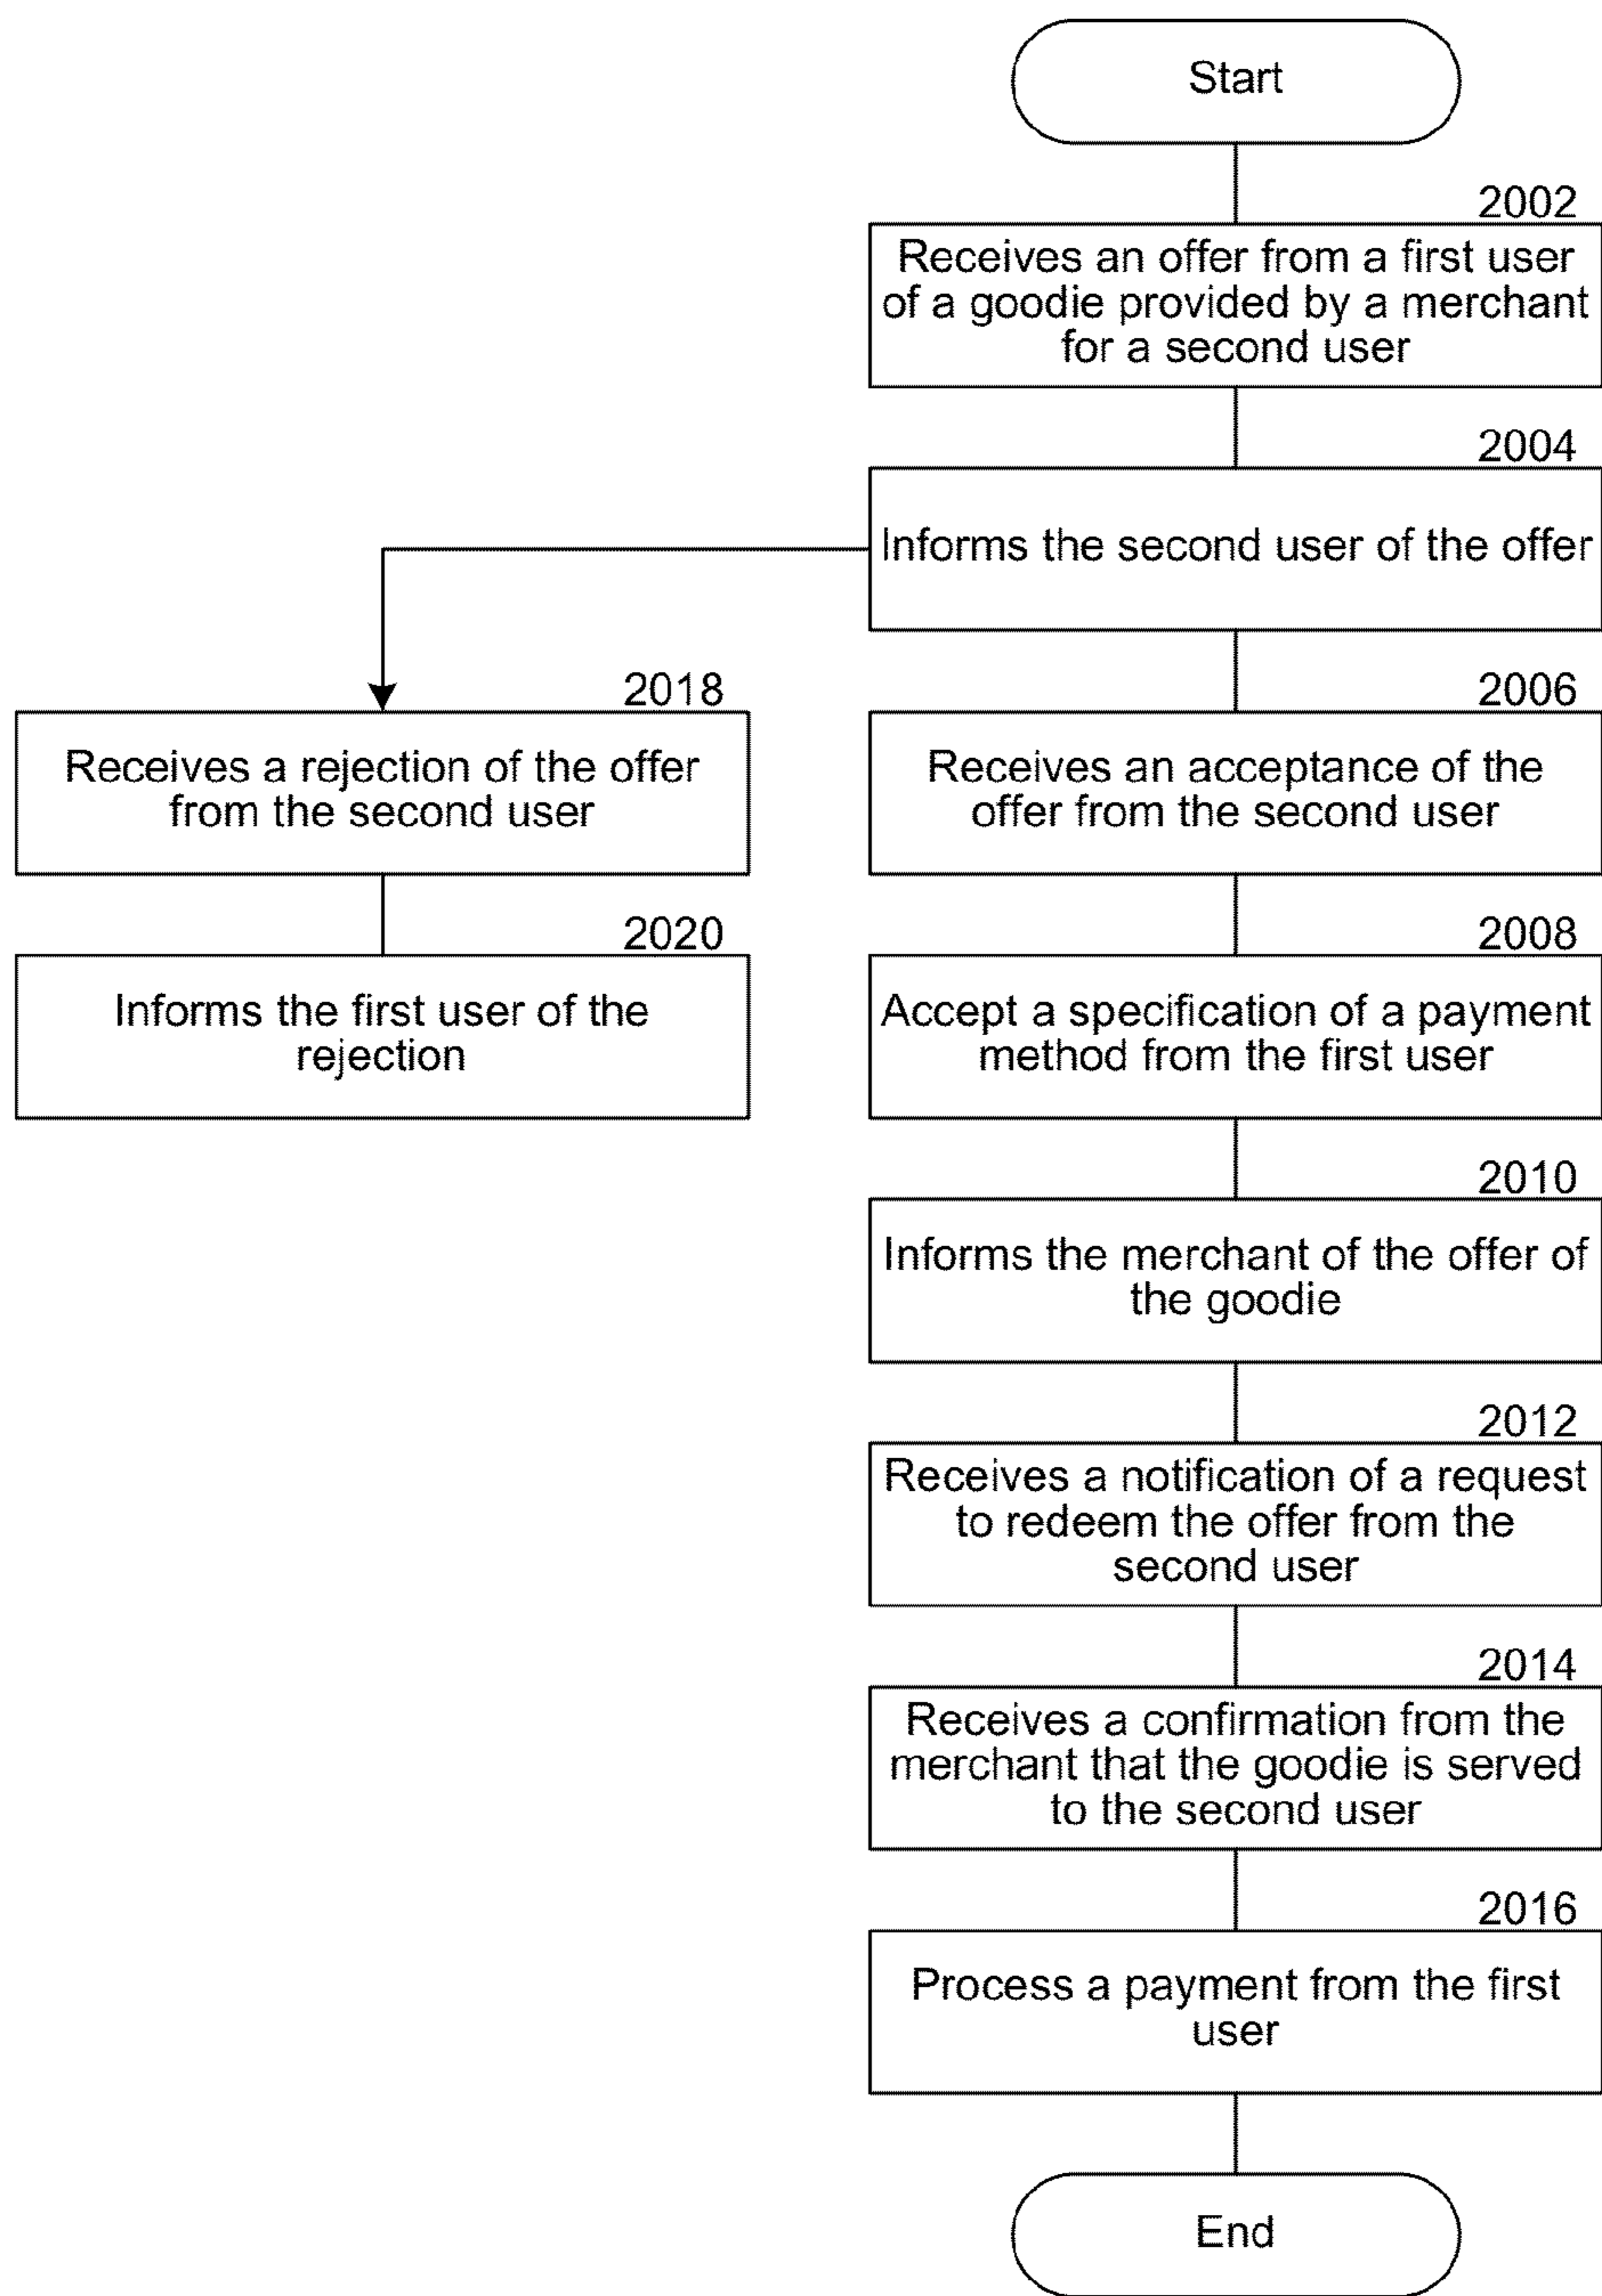 Start
2002
Receives an offer from a first user
of a goodie provided by a merchant
for a second user
2004
Informs the second user of the offer
2018
Receives a rejection of the offer
from the second user
2020
Informs the first user of the
rejection
2006
Receives an acceptance of the
offer from the second user
2008
Accept a specification of a payment
method from the first user
2010
Informs the merchant of the offer of
the goodie
2012
Receives a notification of a request
to redeem the offer from the
second user
2014
Receives a confirmation from the
merchant that the goodie is served
to the second user
2016
Process a payment from the first
user
End